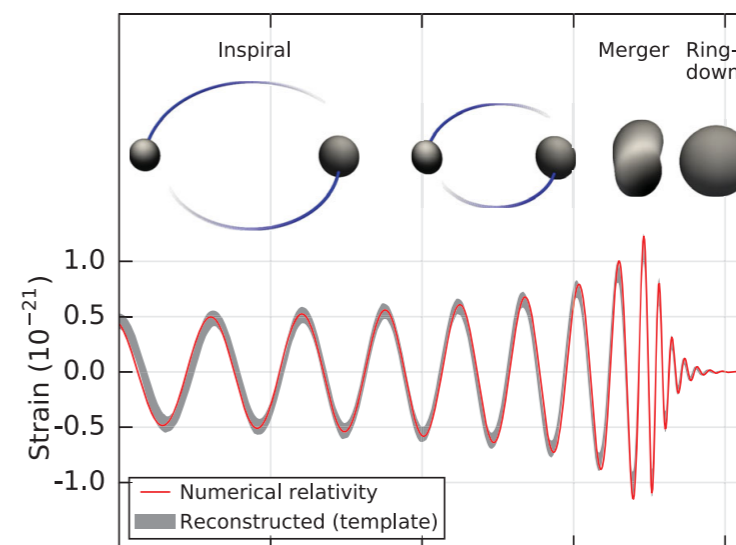 Inspiral
Merger
Ring-
down
1.0
0.5
0.0
-0.5
-1.0
Strain (10⁻²¹)
Numerical relativity
Reconstructed (template)